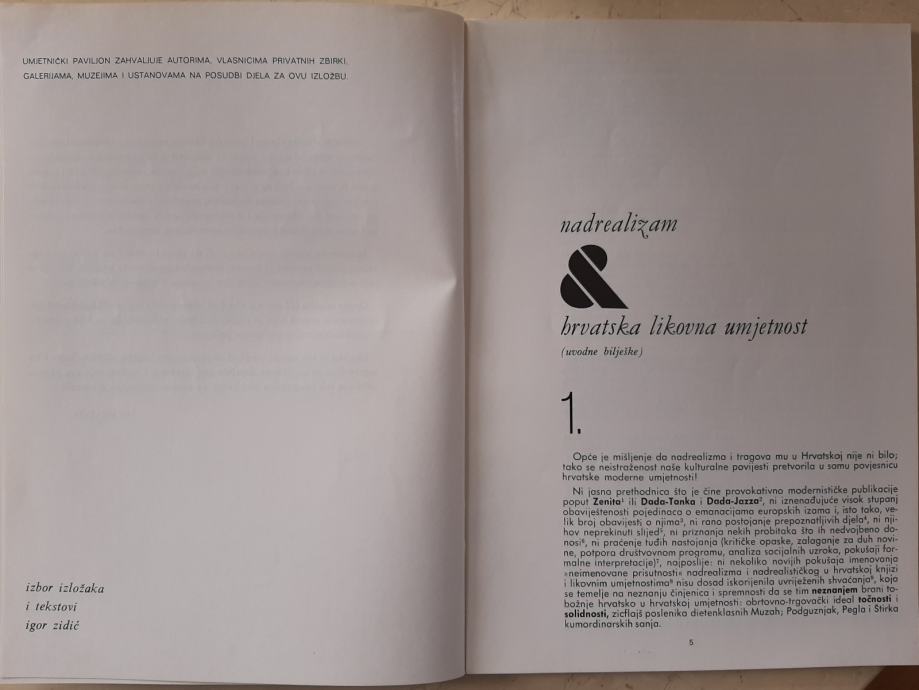 UMJETNIČKI PAVILJON ZAHVALJUJE AUTORIMA, VLASNICIMA PRIVATNIH ZBIRKI,
GALERIJAMA, MUZEJIMA I USTANOVAMA NA POSUDBI DJELA ZA OVU IZLOŽBU.
izbor izložaka
i tekstovi
igor zidić
nadrealizam
&
hrvatska likovna umjetnost
(uvodne bilješke)
1.
Opće je mišljenje da nadrealizma i tragova mu u Hrvatskoj nije ni bilo;
tako se neistraženost naše kulturalne povijesti pretvorila u samu povjesnicu
hrvatske moderne umjetnosti!
Ni jasna prethodnica što je čine provokativno modernističke publikacije
poput Zenita¹ ili Dada-Tanka i Dada-Jazza², ni iznenađujuće visok stupanj
obaviještenosti pojedinaca o emanacijama europskih izama i, isto tako, ve-
lik broj obavijesti o njima³, ni rano postojanje prepoznatljivih djela⁴, ni nji-
hov neprekinuti slijed⁵, ni priznanja nekih probitaka što ih nedvojbeno do-
nosi⁶, ni praćenje tuđih nastojanja (kritičke opaske, zalaganje za duh novi-
ne, potpora društvovnom programu, analiza socijalnih uzroka, pokušaji for-
malne interpretacije)⁷, najposlije: ni nekoliko novijih pokušaja imenovanja
»neimenovane prisutnosti« nadrealizma i nadrealističkog u hrvatskoj knjizi
i likovnim umjetnostima⁸ nisu dosad iskorijenila uvriježenih shvaćanja⁹, koja
se temelje na neznanju činjenica i spremnosti da se tim neznanjem brani to-
božnje hrvatsko u hrvatskoj umjetnosti: obrtovno-trgovački ideal točnosti i
solidnosti, zicflajš poslenika dietenklasnih Muzah; Podguznjak, Pegla i Štirka
kumordinarskih sanja.
5